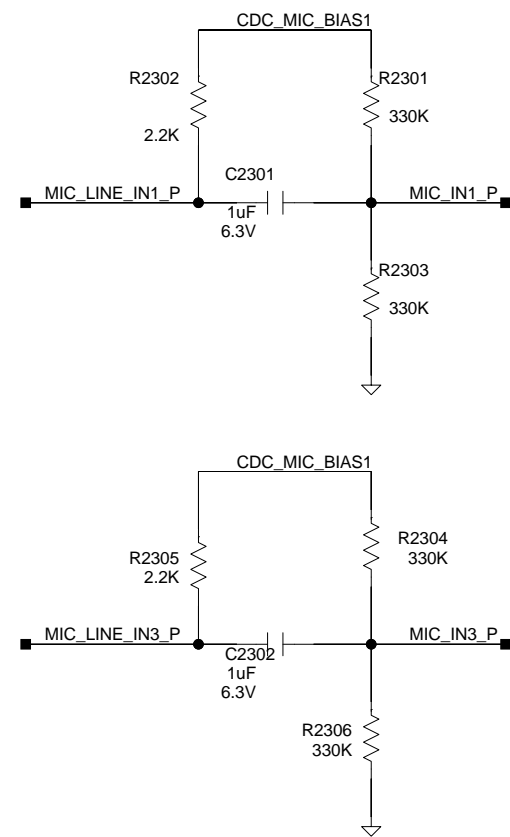 CDC_MIC_BIAS1
R2302
R2301
330K
2.2K
C2301
MIC_LINE_IN1_P
MIC_IN1_P
1uF
6.3V
R2303
330K
CDC_MIC_BIAS1
R2304
330K
R2305
2.2K
MIC_LINE_IN3_P
MIC_IN3_P
C2302
1uF
6.3V
R2306
330K